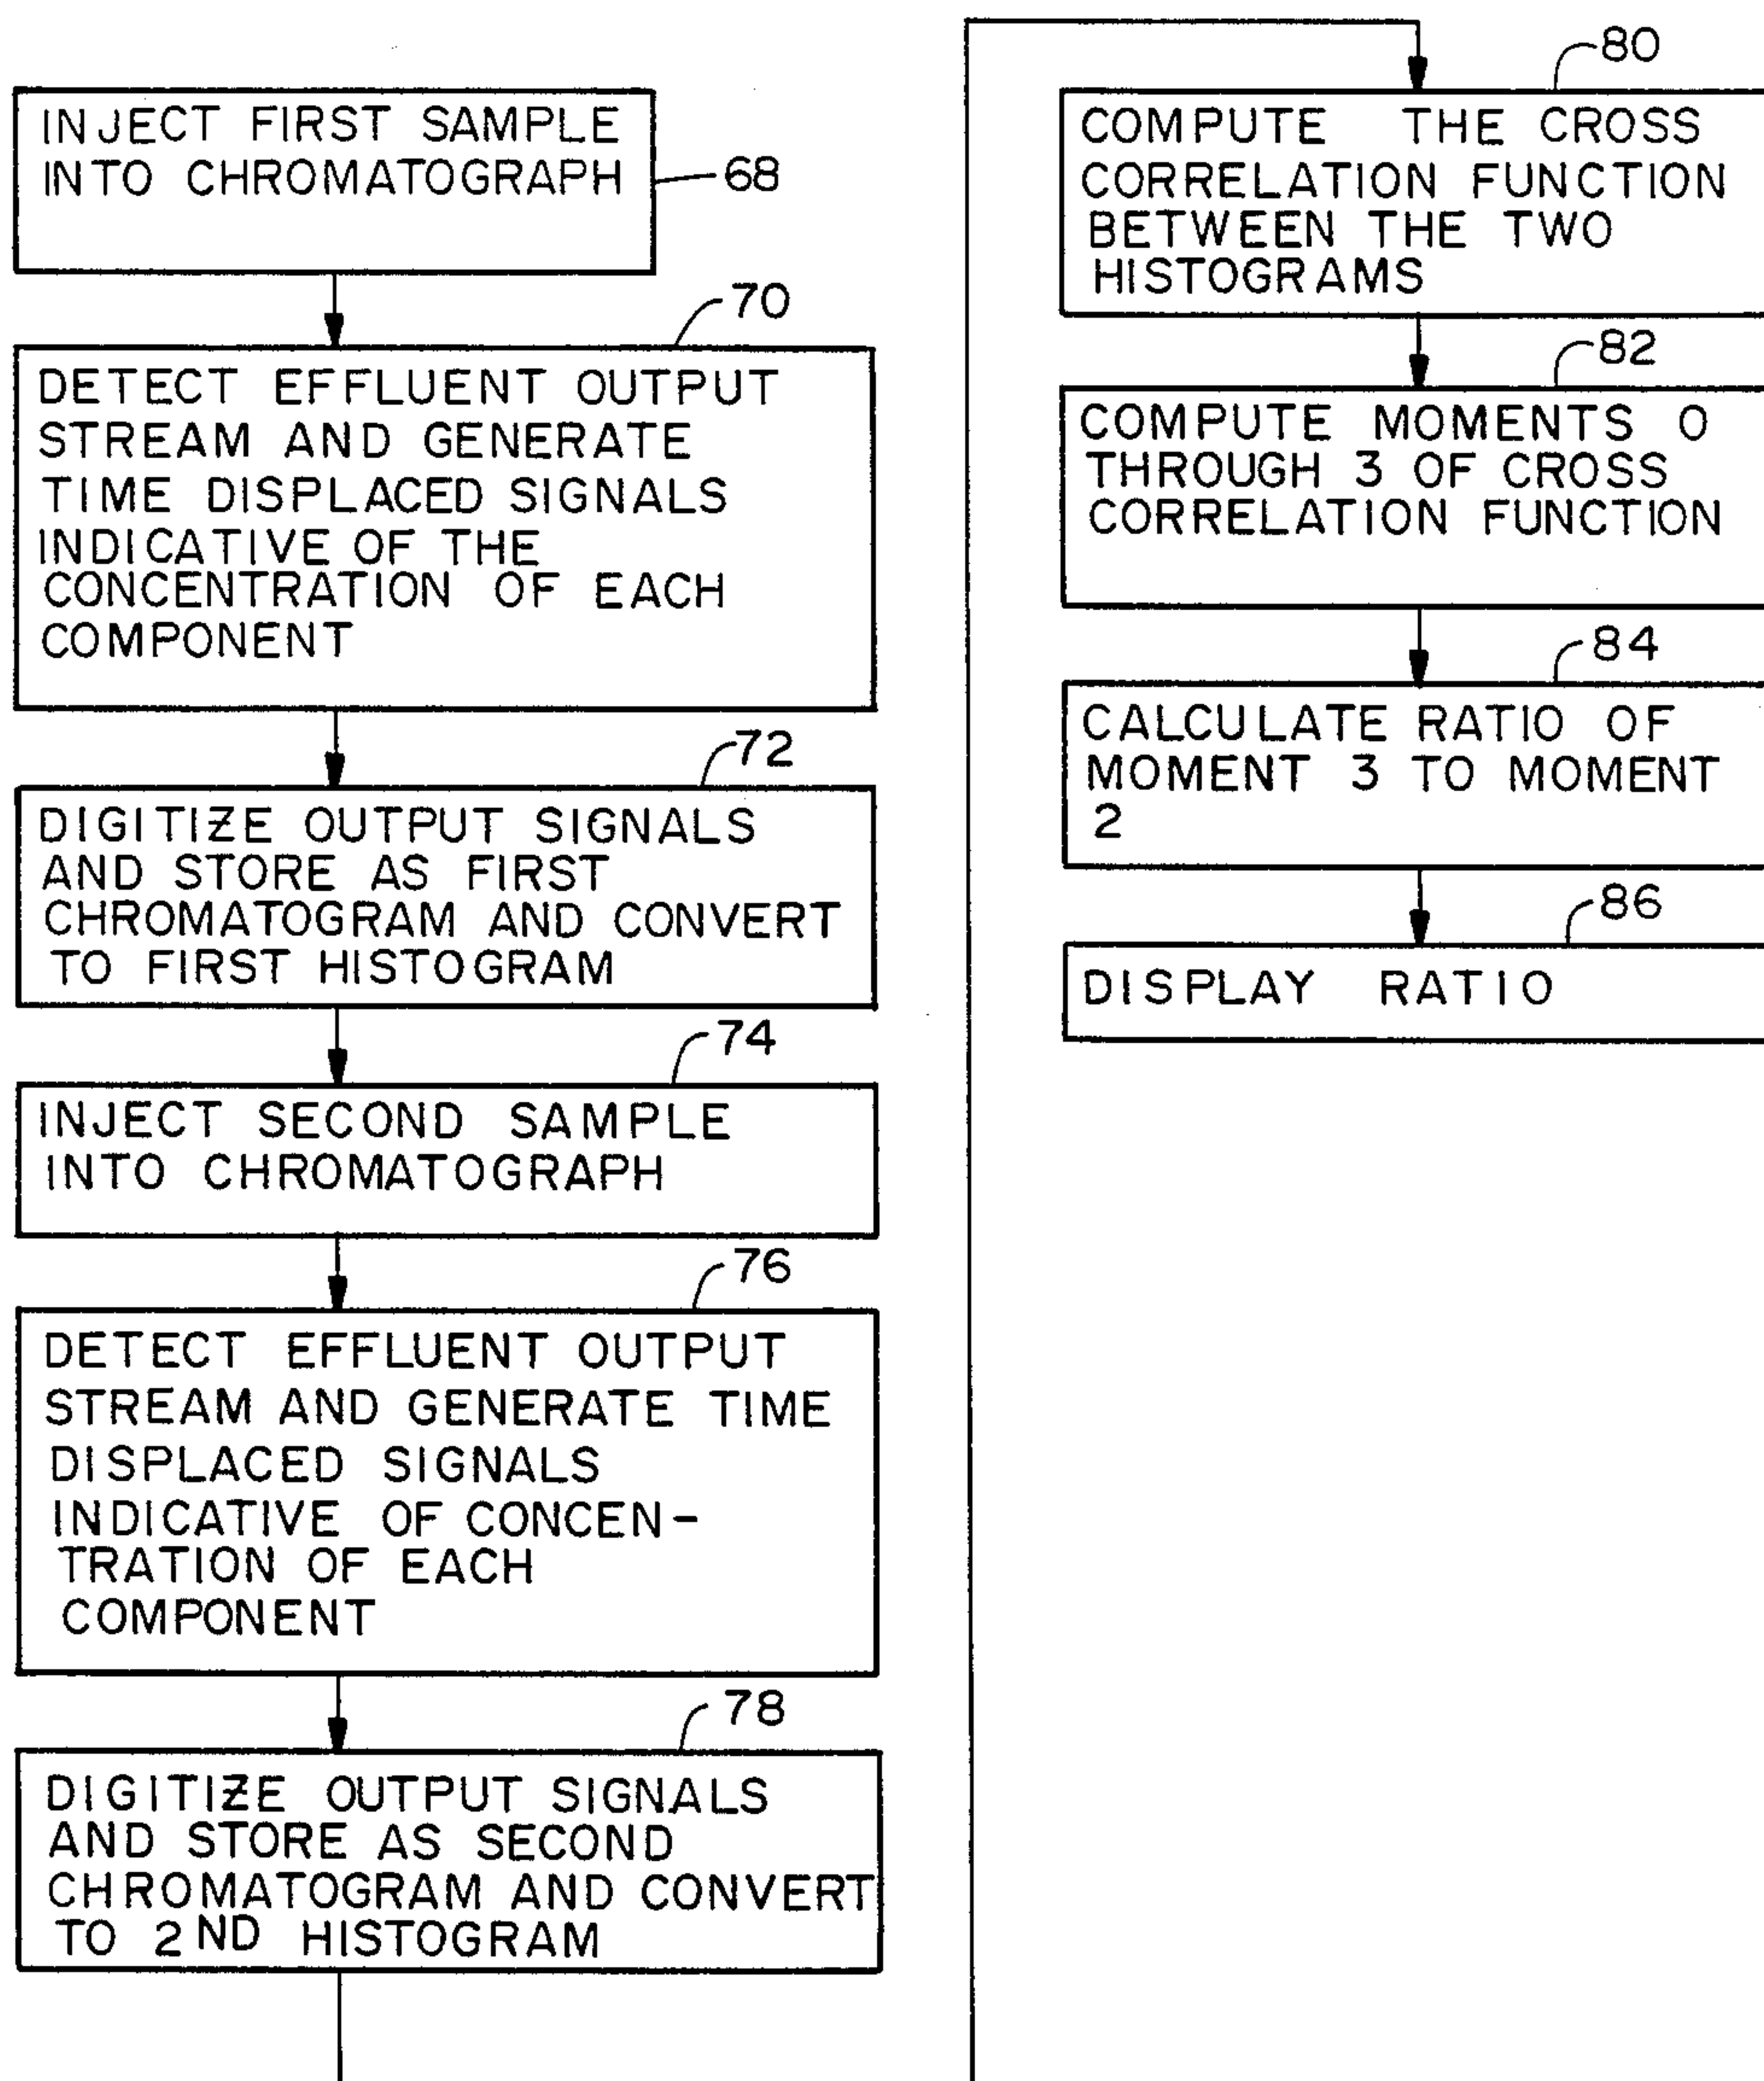 INJECT FIRST SAMPLE
INTO CHROMATOGRAPH
68
70
DETECT EFFLUENT OUTPUT
STREAM AND GENERATE
TIME DISPLACED SIGNALS
INDICATIVE OF THE
CONCENTRATION OF EACH
COMPONENT
72
DIGITIZE OUTPUT SIGNALS
AND STORE AS FIRST
CHROMATOGRAM AND CONVERT
TO FIRST HISTOGRAM
74
INJECT SECOND SAMPLE
INTO CHROMATOGRAPH
76
DETECT EFFLUENT OUTPUT
STREAM AND GENERATE TIME
DISPLACED SIGNALS
INDICATIVE OF CONCEN-
TRATION OF EACH
COMPONENT
78
DIGITIZE OUTPUT SIGNALS
AND STORE AS SECOND
CHROMATOGRAM AND CONVERT
TO 2ND HISTOGRAM
80
COMPUTE THE CROSS
CORRELATION FUNCTION
BETWEEN THE TWO
HISTOGRAMS
82
COMPUTE MOMENTS 0
THROUGH 3 OF CROSS
CORRELATION FUNCTION
84
CALCULATE RATIO OF
MOMENT 3 TO MOMENT
2
86
DISPLAY RATIO